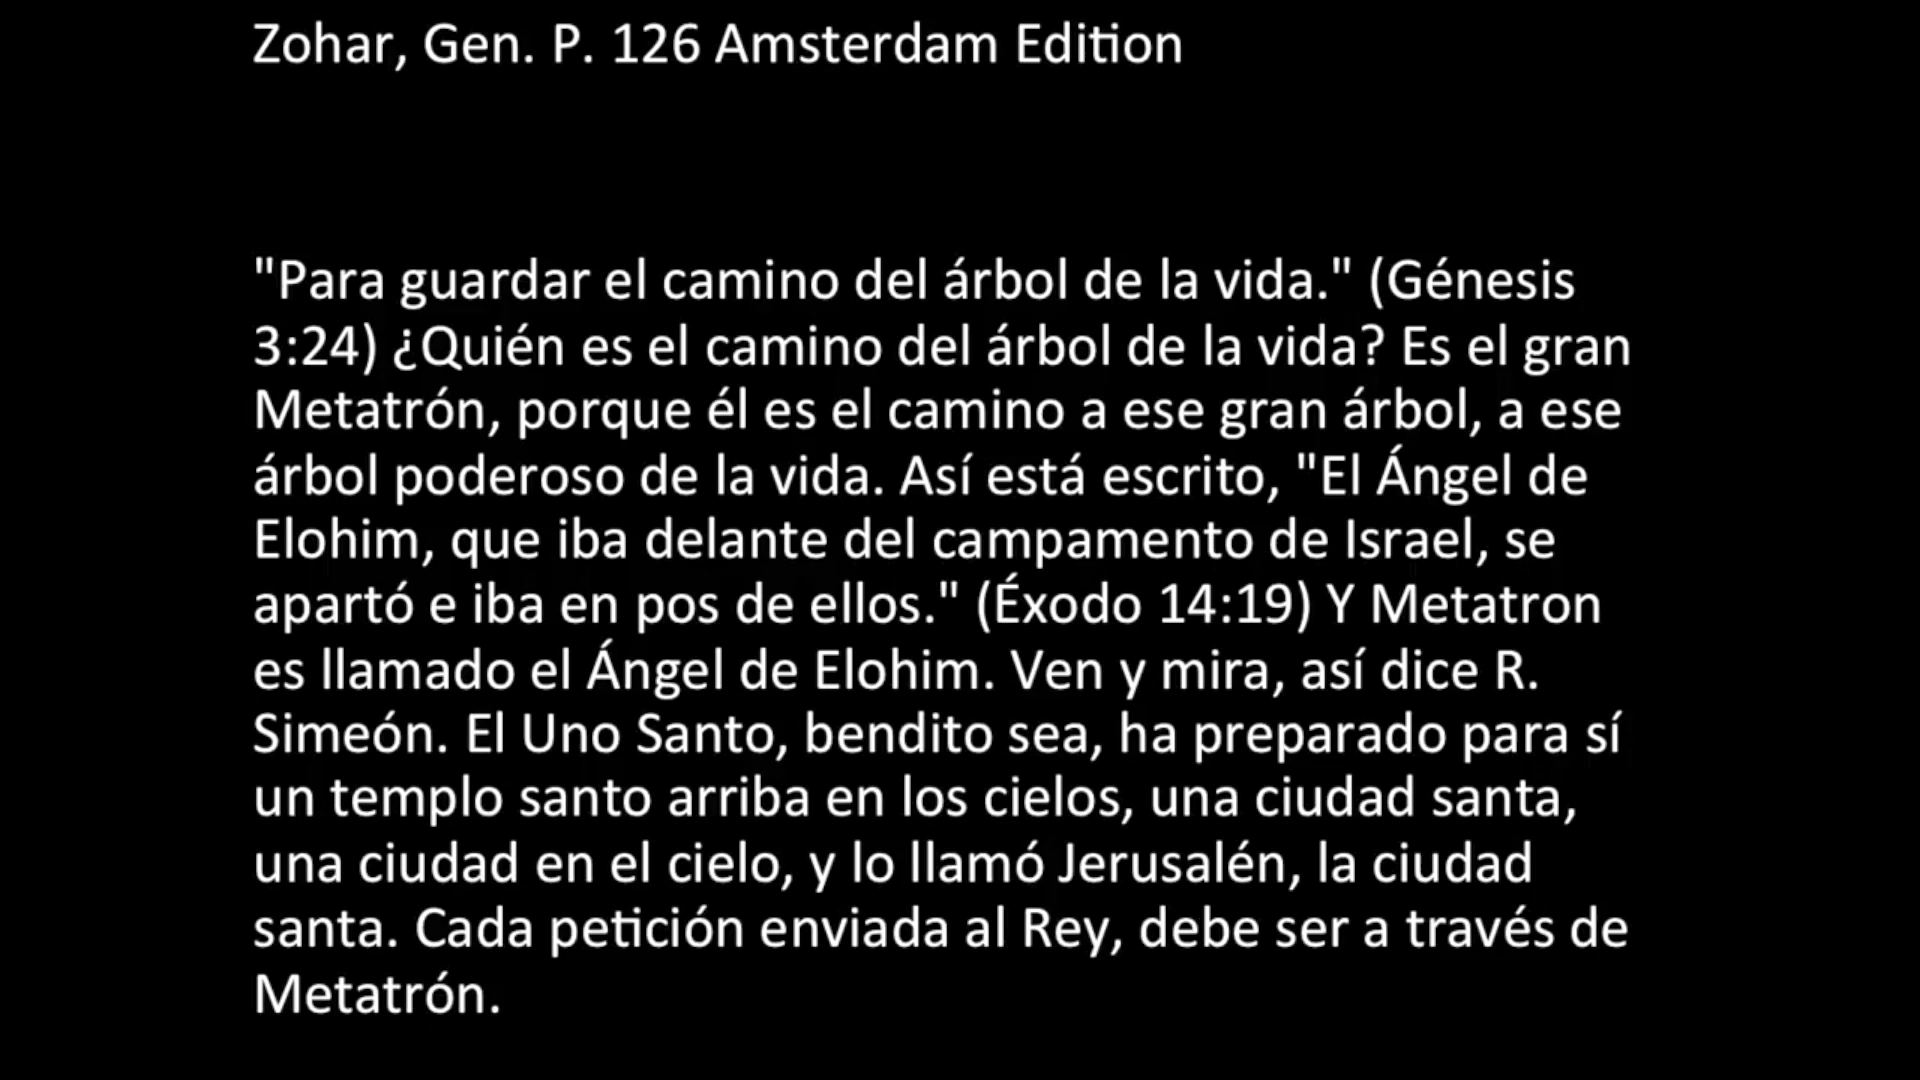 Zohar, Gen. P. 126 Amsterdam Edition
"Para guardar el camino del árbol de la vida." (Génesis
3:24) ¿Quién es el camino del árbol de la vida? Es el gran
Metatrón, porque él es el camino a ese gran árbol, a ese
árbol poderoso de la vida. Así está escrito, "El Ángel de
Elohim, que iba delante del campamento de Israel, se
apartó e iba en pos de ellos." (Éxodo 14:19) Y Metatron
es llamado el Ángel de Elohim. Ven y mira, así dice R.
Simeón. El Uno Santo, bendito sea, ha preparado para sí
un templo santo arriba en los cielos, una ciudad santa,
una ciudad en el cielo, y lo llamó Jerusalén, la ciudad
santa. Cada petición enviada al Rey, debe ser a través de
Metatrón.